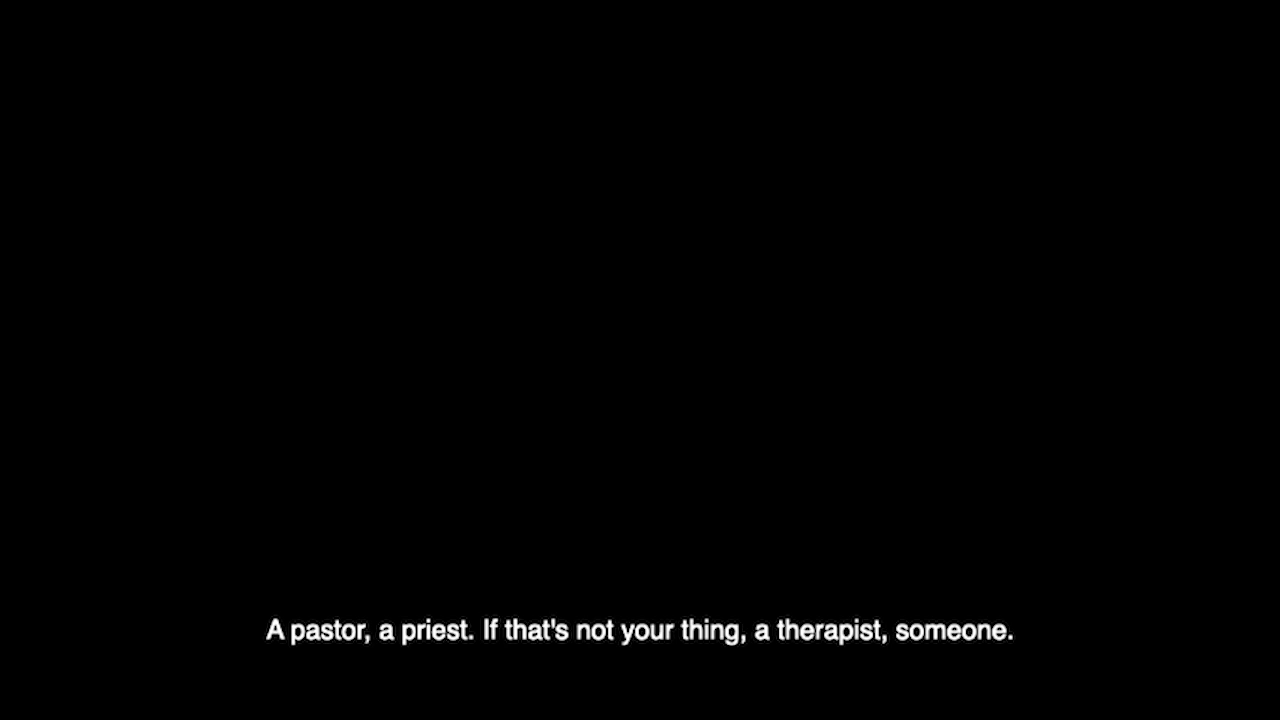 A pastor, a priest. If that's not your thing, a therapist, someone.